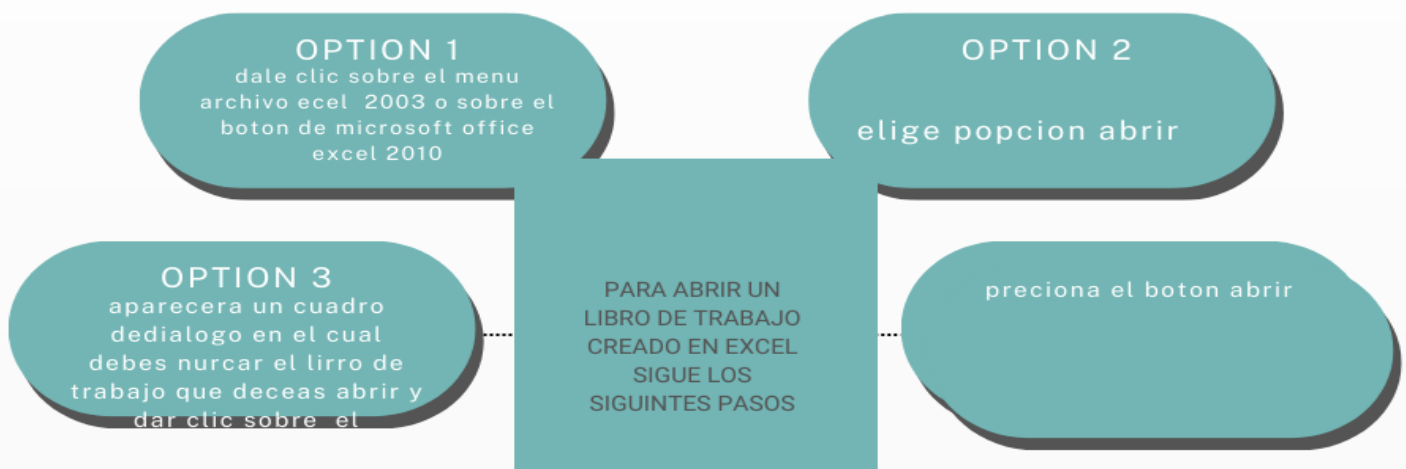 OPTION 1
dale clic sobre el menu
archivo ecel 2003 o sobre el
boton de microsoft office
excel 2010
OPTION 2
elige popcion abrir
OPTION 3
aparecera un cuadro
dedialogo en el cual
debes nurcar el lirro de
trabajo que deceas abrir y
dar clic sobre el
PARA ABRIR UN
LIBRO DE TRABAJO
CREADO EN EXCEL
SIGUE LOS
SIGUINTES PASOS
preciona el boton abrir